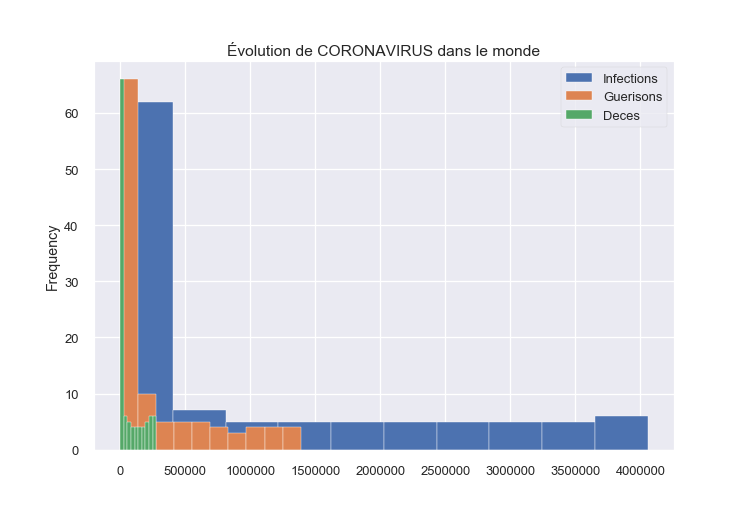 Évolution de CORONAVIRUS dans le monde
Infections
Guerisons
Deces
Frequency
60
50
40
30
20
10
0
0 500000 1000000 1500000 2000000 2500000 3000000 3500000 4000000